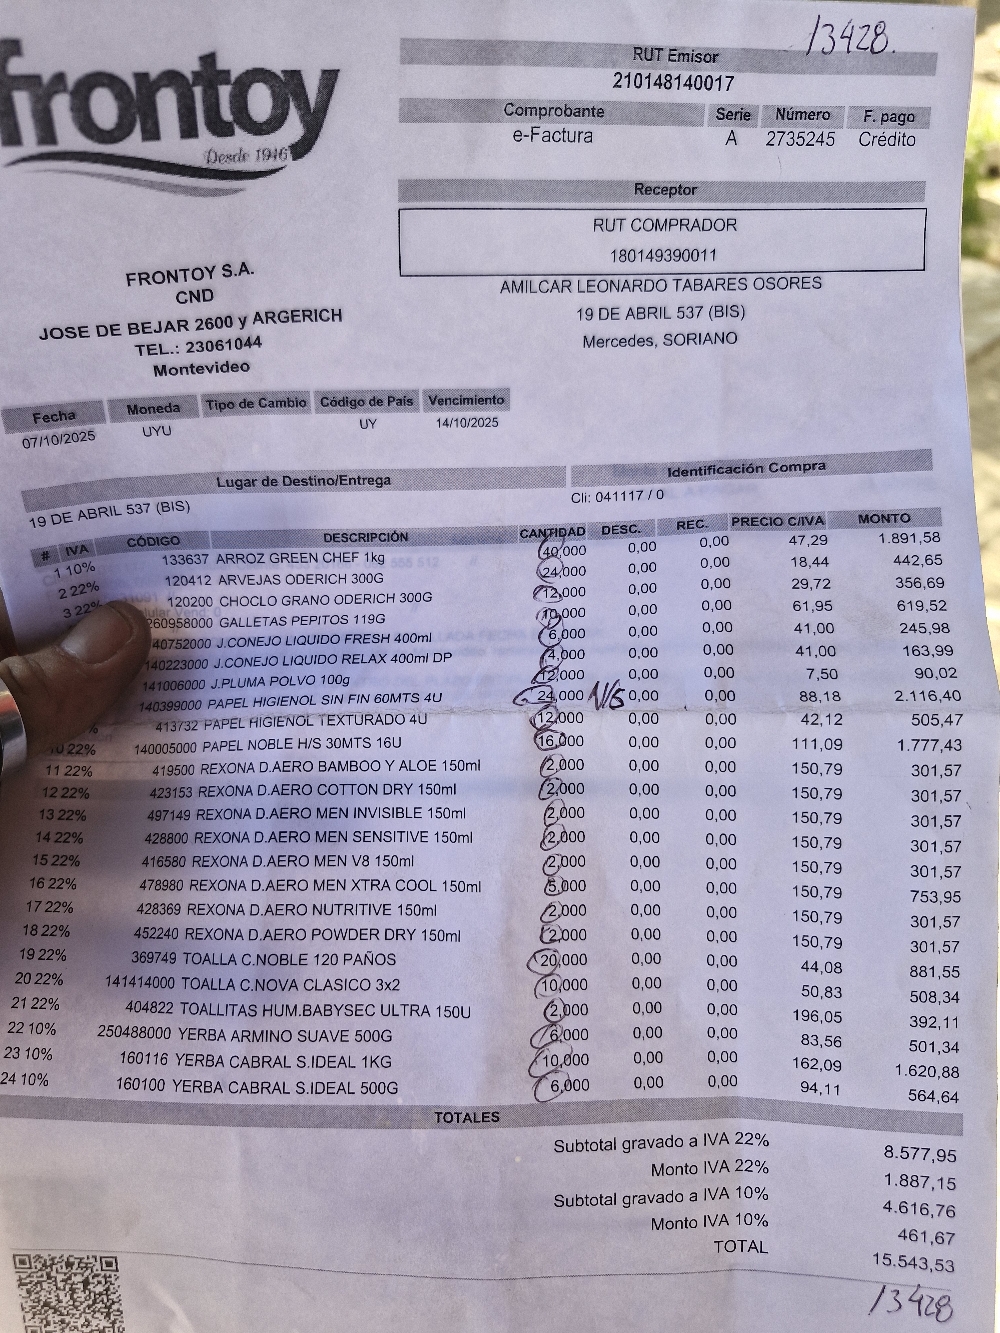 13428.
frontoy
Desde 1946
RUT Emisor
210148140017
Comprobante Serie Número F. pago
e-Factura A 2735245 Crédito
Receptor
RUT COMPRADOR
180149390011
AMILCAR LEONARDO TABARES OSORES
19 DE ABRIL 537 (BIS)
Mercedes, SORIANO
FRONTOY S.A.
CND
JOSE DE BEJAR 2600 y ARGERICH
TEL.: 23061044
Montevideo
Fecha Moneda Tipo de Cambio Código de País Vencimiento
07/10/2025 UYU UY 14/10/2025
Lugar de Destino/Entrega Identificación Compra
19 DE ABRIL 537 (BIS) Cli: 041117 / 0
# IVA CÓDIGO DESCRIPCIÓN CANTIDAD DESC. REC. PRECIO C/IVA MONTO
1 10% 133637 ARROZ GREEN CHEF 1kg 40,000 0,00 0,00 47,29 1.891,58
2 22% 120412 ARVEJAS ODERICH 300G 24,000 0,00 0,00 18,44 442,65
3 22% 120200 CHOCLO GRANO ODERICH 300G 12,000 0,00 0,00 29,72 356,69
260958000 GALLETAS PEPITOS 119G 10,000 0,00 0,00 61,95 619,52
40752000 J.CONEJO LIQUIDO FRESH 400ml 6,000 0,00 0,00 41,00 245,98
140223000 J.CONEJO LIQUIDO RELAX 400ml DP 4,000 0,00 0,00 41,00 163,99
141006000 J.PLUMA POLVO 100g 12,000 0,00 0,00 7,50 90,02
140399000 PAPEL HIGIENOL SIN FIN 60MTS 4U 24,000 N/S 0,00 0,00 88,18 2.116,40
% 413732 PAPEL HIGIENOL TEXTURADO 4U 12,000 0,00 0,00 42,12 505,47
10 22% 140005000 PAPEL NOBLE H/S 30MTS 16U 16,000 0,00 0,00 111,09 1.777,43
11 22% 419500 REXONA D.AERO BAMBOO Y ALOE 150ml 2,000 0,00 0,00 150,79 301,57
12 22% 423153 REXONA D.AERO COTTON DRY 150ml 2,000 0,00 0,00 150,79 301,57
13 22% 497149 REXONA D.AERO MEN INVISIBLE 150ml 2,000 0,00 0,00 150,79 301,57
14 22% 428800 REXONA D.AERO MEN SENSITIVE 150ml 2,000 0,00 0,00 150,79 301,57
15 22% 416580 REXONA D.AERO MEN V8 150ml 2,000 0,00 0,00 150,79 301,57
16 22% 478980 REXONA D.AERO MEN XTRA COOL 150ml 5,000 0,00 0,00 150,79 753,95
17 22% 428369 REXONA D.AERO NUTRITIVE 150ml 2,000 0,00 0,00 150,79 301,57
18 22% 452240 REXONA D.AERO POWDER DRY 150ml 2,000 0,00 0,00 150,79 301,57
19 22% 369749 TOALLA C.NOBLE 120 PAÑOS 20,000 0,00 0,00 44,08 881,55
20 22% 141414000 TOALLA C.NOVA CLASICO 3x2 10,000 0,00 0,00 50,83 508,34
21 22% 404822 TOALLITAS HUM.BABYSEC ULTRA 150U 2,000 0,00 0,00 196,05 392,11
22 10% 250488000 YERBA ARMINO SUAVE 500G 6,000 0,00 0,00 83,56 501,34
23 10% 160116 YERBA CABRAL S.IDEAL 1KG 10,000 0,00 0,00 162,09 1.620,88
24 10% 160100 YERBA CABRAL S.IDEAL 500G 6,000 0,00 0,00 94,11 564,64
TOTALES
Subtotal gravado a IVA 22% 8.577,95
Monto IVA 22% 1.887,15
Subtotal gravado a IVA 10% 4.616,76
Monto IVA 10% 461,67
TOTAL 15.543,53
13428